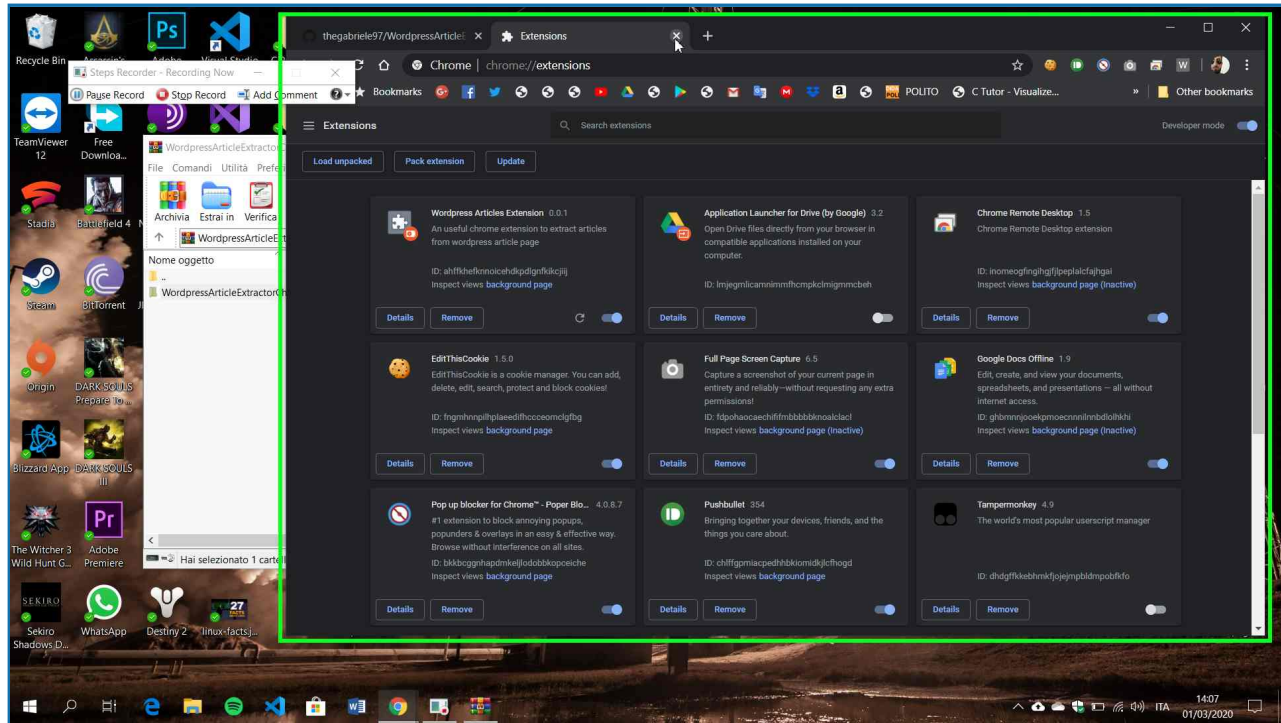 Recycle Bin
Assassin's
Adobe
Visual Studio
Steps Recorder - Recording Now
Pause Record
Stop Record
Add Comment
TeamViewer 12
Free Downloa...
Stadia
Battlefield 4
Steam
BitTorrent
Origin
DARK SOULS Prepare To ...
Blizzard App
DARK SOULS III
The Witcher 3 Wild Hunt G...
Adobe Premiere
SEKIRO
27
Sekiro Shadows D...
WhatsApp
Destiny 2
linux-facts.j...
WordpressArticleExtractorC
File Comandi Utilità Prefe
Archivia
Estrai in
Verifica
WordpressArticleExt
Nome oggetto
..
WordpressArticleExtractorCh
Hai selezionato 1 cartel
thegabriele97/WordpressArticleE
Extensions
Chrome | chrome://extensions
Bookmarks
POLITO
C Tutor - Visualize...
»
Other bookmarks
Extensions
Search extensions
Developer mode
Load unpacked
Pack extension
Update
Wordpress Articles Extension 0.0.1
An useful chrome extension to extract articles
from wordpress article page
ID: ahffkhefknnoicehdkpdignfkikcjiij
Inspect views background page
Details
Remove
Application Launcher for Drive (by Google) 3.2
Open Drive files directly from your browser in
compatible applications installed on your
computer.
ID: lmjegmlicamnimmfhcmpkclmigmmcbeh
Details
Remove
Chrome Remote Desktop 1.5
Chrome Remote Desktop extension
ID: inomeogfingihgjfjlpeplalcfajhgai
Inspect views background page (Inactive)
Details
Remove
EditThisCookie 1.5.0
EditThisCookie is a cookie manager. You can add,
delete, edit, search, protect and block cookies!
ID: fngmhnnpilhplaeedifhccceomclgfbg
Inspect views background page
Details
Remove
Full Page Screen Capture 6.5
Capture a screenshot of your current page in
entirety and reliably—without requesting any extra
permissions!
ID: fdpohaocaechififmbbbbbknoalclacl
Inspect views background page (Inactive)
Details
Remove
Google Docs Offline 1.9
Edit, create, and view your documents,
spreadsheets, and presentations — all without
internet access.
ID: ghbmnnjooekpmoecnnnilnnbdlolhkhi
Inspect views background page (Inactive)
Details
Remove
Pop up blocker for Chrome™ - Poper Blo... 4.0.8.7
#1 extension to block annoying popups,
popunders & overlays in an easy & effective way.
Browse without interference on all sites.
ID: bkkbcggnhapdmkeljlodobbkopceiche
Inspect views background page
Details
Remove
Pushbullet 354
Bringing together your devices, friends, and the
things you care about.
ID: chlffgpmiacpedhhbkiomidkjlcfhogd
Inspect views background page
Details
Remove
Tampermonkey 4.9
The world's most popular userscript manager
ID: dhdgffkkebhmkfjojejmpbldmpobfkfo
Details
Remove
ITA
14:07
01/03/2020